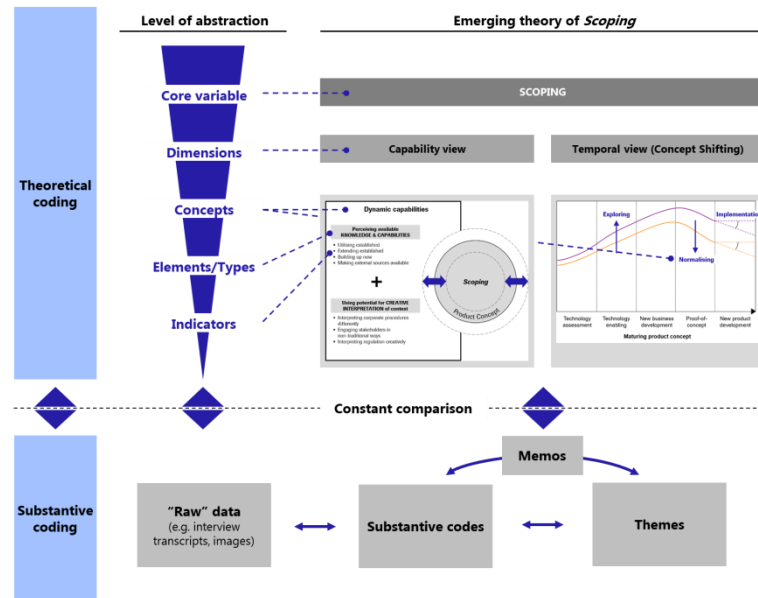 Level of abstraction
Emerging theory of Scoping
Theoretical
coding
Core variable
Dimensions
Concepts
Elements/Types
Indicators
SCOPING
Capability view
Temporal view (Concept Shifting)
Dynamic capabilities
Perceiving available
KNOWLEDGE & CAPABILITIES
• Utilising established
• Extending established
• Building up new
• Making external sources available
+
Using potential for CREATIVE
INTERPRETATION of context
• Interpreting corporate procedures
differently
• Engaging stakeholders in
non-traditional ways
• Interpreting regulation creatively
Scoping
Product Concept
Exploring
Implementation
Normalising
Technology
assessment
Technology
enabling
New business
development
Proof-of-
concept
New product
development
Maturing product concept
Constant comparison
Substantive
coding
Memos
"Raw" data
(e.g. interview
transcripts, images)
Substantive codes
Themes